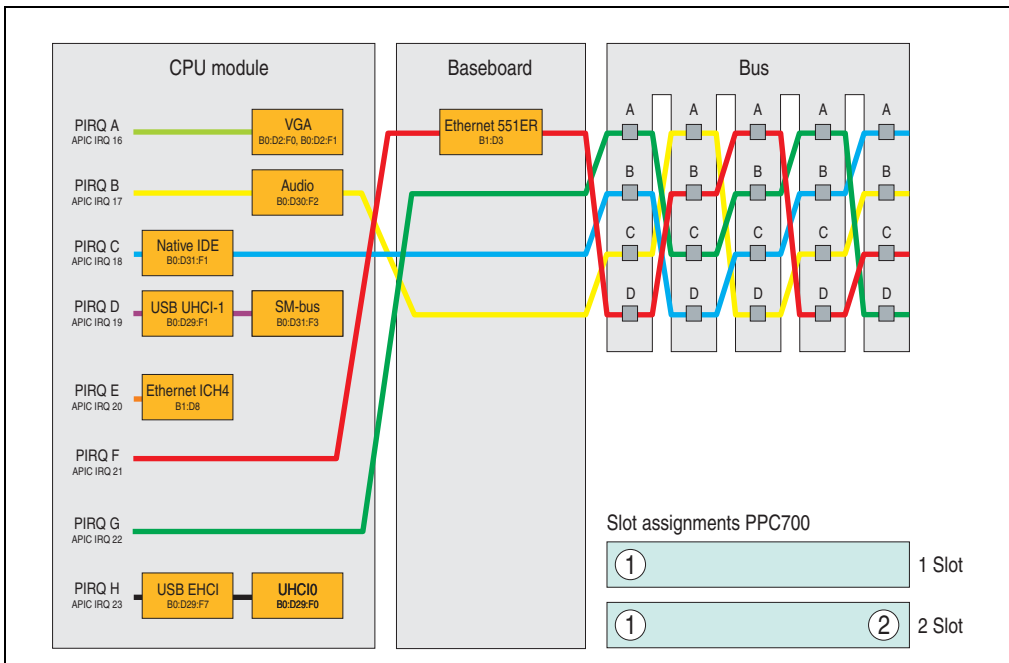 CPU module
Baseboard
Bus
PIRQ A
APIC IRQ 16
VGA
B0:D2:F0, B0:D2:F1
Ethernet 551ER
B1:D3
A
A
A
A
A
PIRQ B
APIC IRQ 17
Audio
B0:D30:F2
B
B
B
B
B
PIRQ C
APIC IRQ 18
Native IDE
B0:D31:F1
C
C
C
C
C
PIRQ D
APIC IRQ 19
USB UHCI-1
B0:D29:F1
SM-bus
B0:D31:F3
D
D
D
D
D
PIRQ E
APIC IRQ 20
Ethernet ICH4
B1:D8
PIRQ F
APIC IRQ 21
PIRQ G
APIC IRQ 22
PIRQ H
APIC IRQ 23
USB EHCI
B0:D29:F7
UHCI0
B0:D29:F0
Slot assignments PPC700
1
1 Slot
1
2
2 Slot